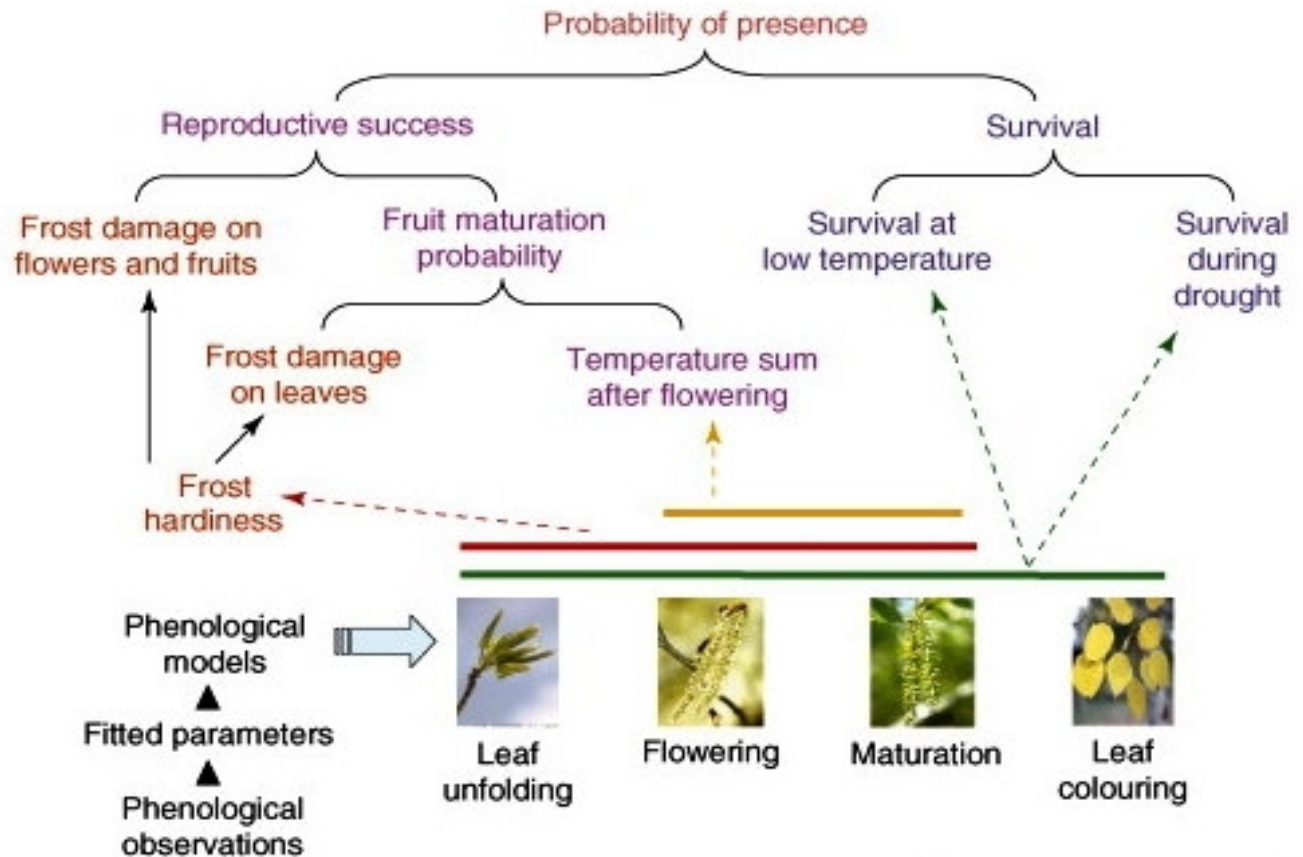 Probability of presence
Reproductive success
Survival
Frost damage on
flowers and fruits
Fruit maturation
probability
Survival at
low temperature
Survival
during
drought
Frost damage
on leaves
Temperature sum
after flowering
Frost
hardiness
Phenological
models
Fitted parameters
Phenological
observations
Leaf
unfolding
Flowering
Maturation
Leaf
colouring